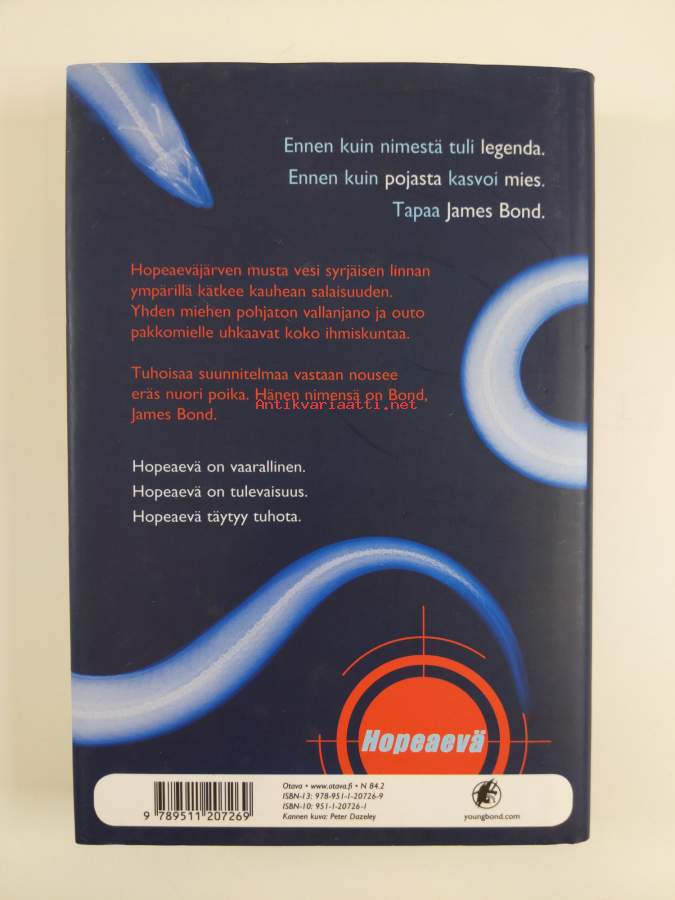 Ennen kuin nimestä tuli legenda.
Ennen kuin pojasta kasvoi mies.
Tapaa James Bond.
Hopeaeväjärven musta vesi syrjäisen linnan
ympärillä kätkee kauhean salaisuuden.
Yhden miehen pohjaton vallanjano ja outo
pakkomielle uhkaavat koko ihmiskuntaa.
Tuhoisaa suunnitelmaa vastaan nousee
eräs nuori poika. Hänen nimensä on Bond,
Antikvariaatti.net
James Bond.
Hopeaevä on vaarallinen.
Hopeaevä on tulevaisuus.
Hopeaevä täytyy tuhota.
Hopeaevä
Otava • www.otava.fi • N 84.2
ISBN-13: 978-951-1-20726-9
ISBN-10: 951-1-20726-1
Kannen kuva: Peter Dazeley
9 789511 207269
youngbond.com